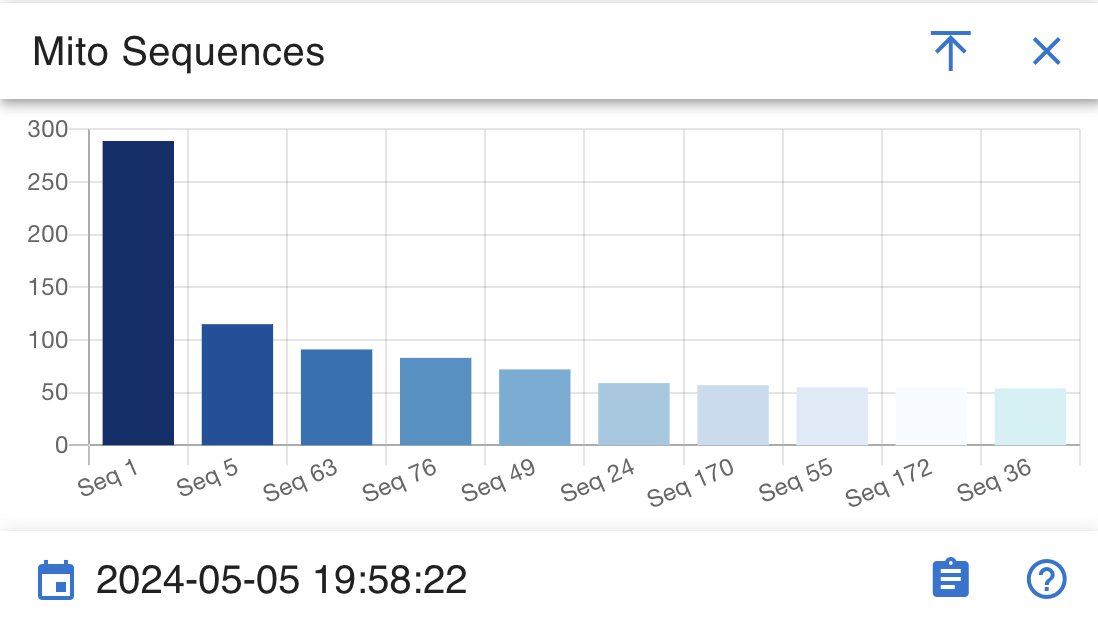 Mito Sequences
300
250
200
150
100
50
0
Seq 1
Seq 5
Seq 63
Seq 76
Seq 49
Seq 24
Seq 170
Seq 55
Seq 172
Seq 36
2024-05-05 19:58:22